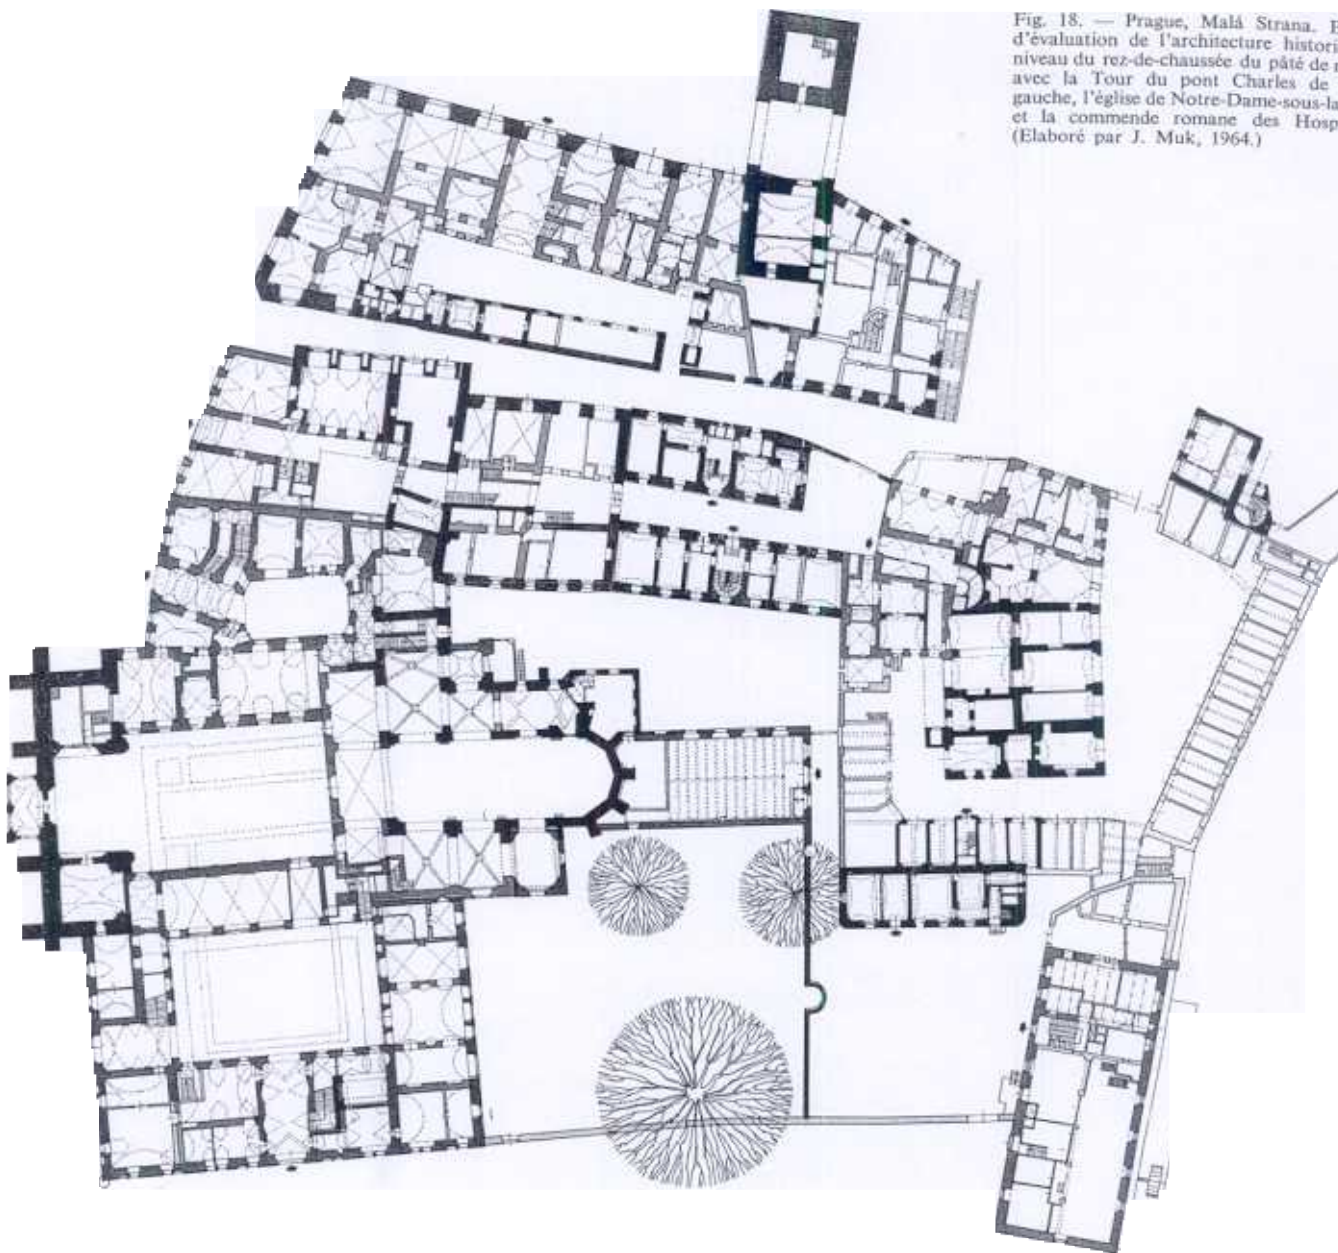 Fig. 18. — Prague, Malá Strana.
d'évaluation de l'architecture
niveau du rez-de-chaussée du pâté de
avec la Tour du pont Charles de
gauche, l'église de Notre-Dame-sous-la
et la commende romane des
(Elaboré par J. Muk, 1964.)